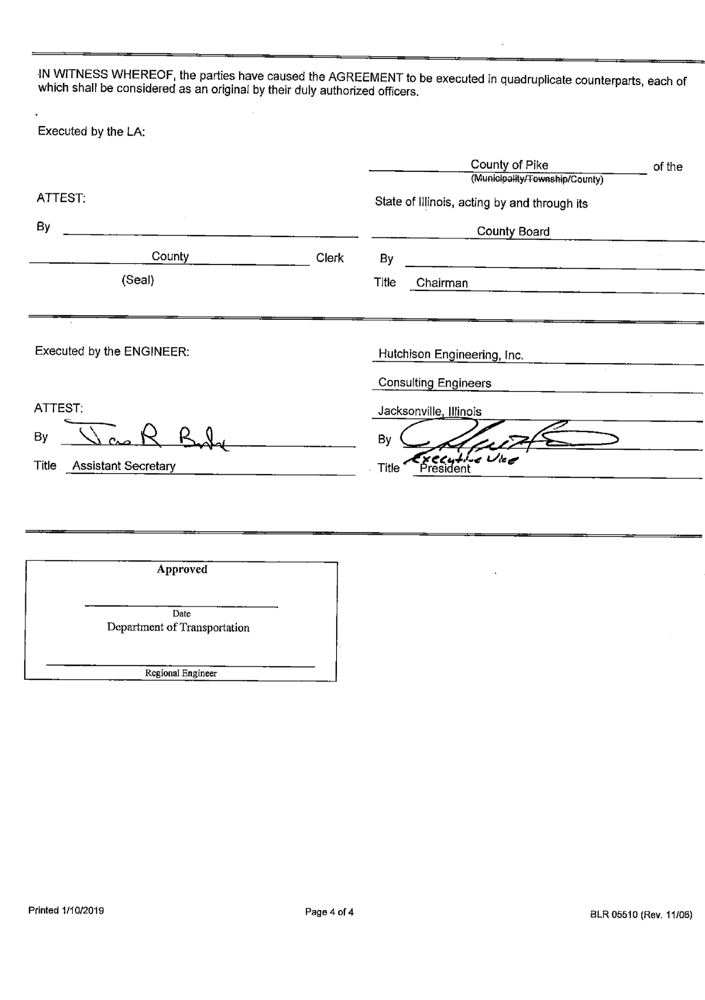 IN WITNESS WHEREOF, the parties have caused the AGREEMENT to be executed in quadruplicate counterparts, each of
which shall be considered as an original by their duly authorized officers.
Executed by the LA:
County of Pike of the
(Municipality/Township/County)
ATTEST:
State of Illinois, acting by and through its
By
County Board
County Clerk
By
(Seal)
Title Chairman
Executed by the ENGINEER:
Hutchison Engineering, Inc.
Consulting Engineers
ATTEST:
Jacksonville, Illinois
By R
By
Executive Vice
Title Assistant Secretary
Title President
Approved
Date
Department of Transportation
Regional Engineer
Printed 1/10/2019
Page 4 of 4
BLR 05510 (Rev. 11/06)